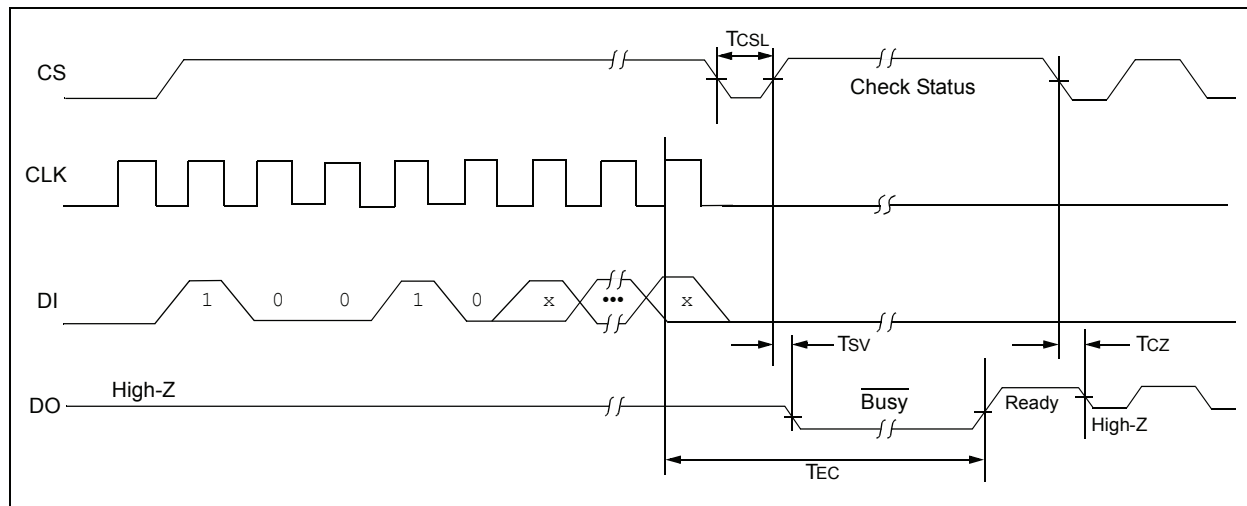 TCSL
CS
Check Status
CLK
DI 1 0 0 1 0 x ••• x
TSV
TCZ
High-Z
DO
Busy
Ready
High-Z
TEC